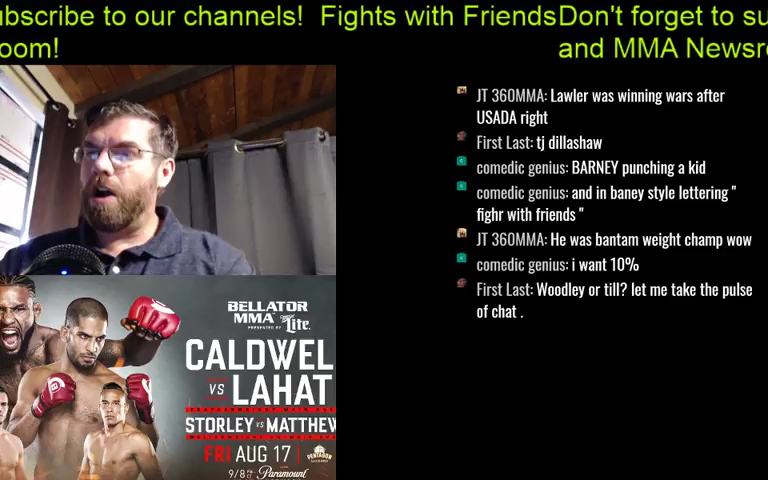 ubscribe to our channels!  Fights with FriendsDon't forget to su
oom! and MMA Newsro
JT 360MMA: Lawler was winning wars after
USADA right
First Last: tj dillashaw
comedic genius: BARNEY punching a kid
comedic genius: and in baney style lettering "
fighr with friends "
JT 360MMA: He was bantam weight champ wow
comedic genius: i want 10%
First Last: Woodley or till? let me take the pulse
of chat .
BELLATOR
MMA PRESENTED BY Miller Lite
CALDWEL
VS LAHAT
STORLEY VS MATTHEW
FRI AUG 17
9/8 Paramount